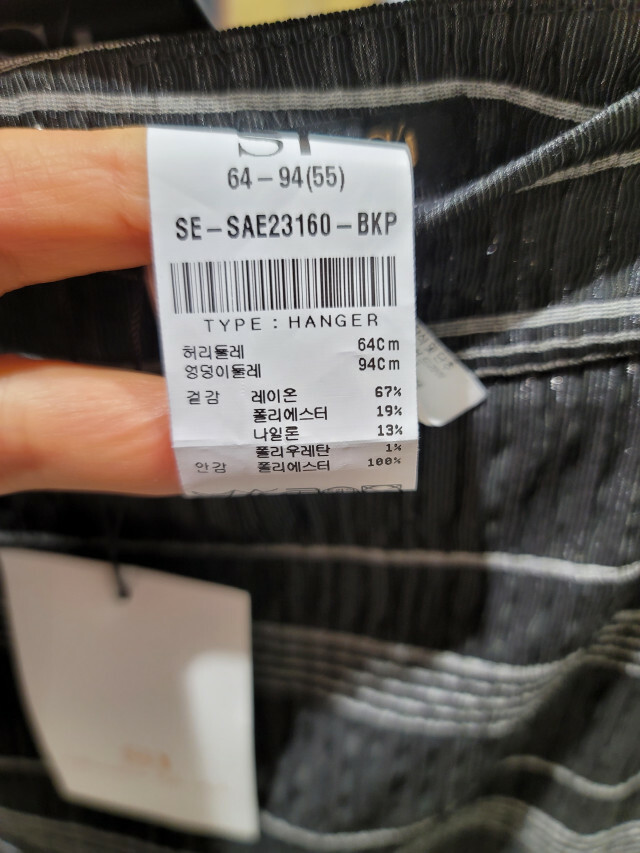 64-94(55)
SE-SAE23160-BKP
TYPE : HANGER
허리둘레 64Cm
엉덩이둘레 94Cm
겉감 레이온 67%
폴리에스터 19%
나일론 13%
폴리우레탄 1%
안감 폴리에스터 100%